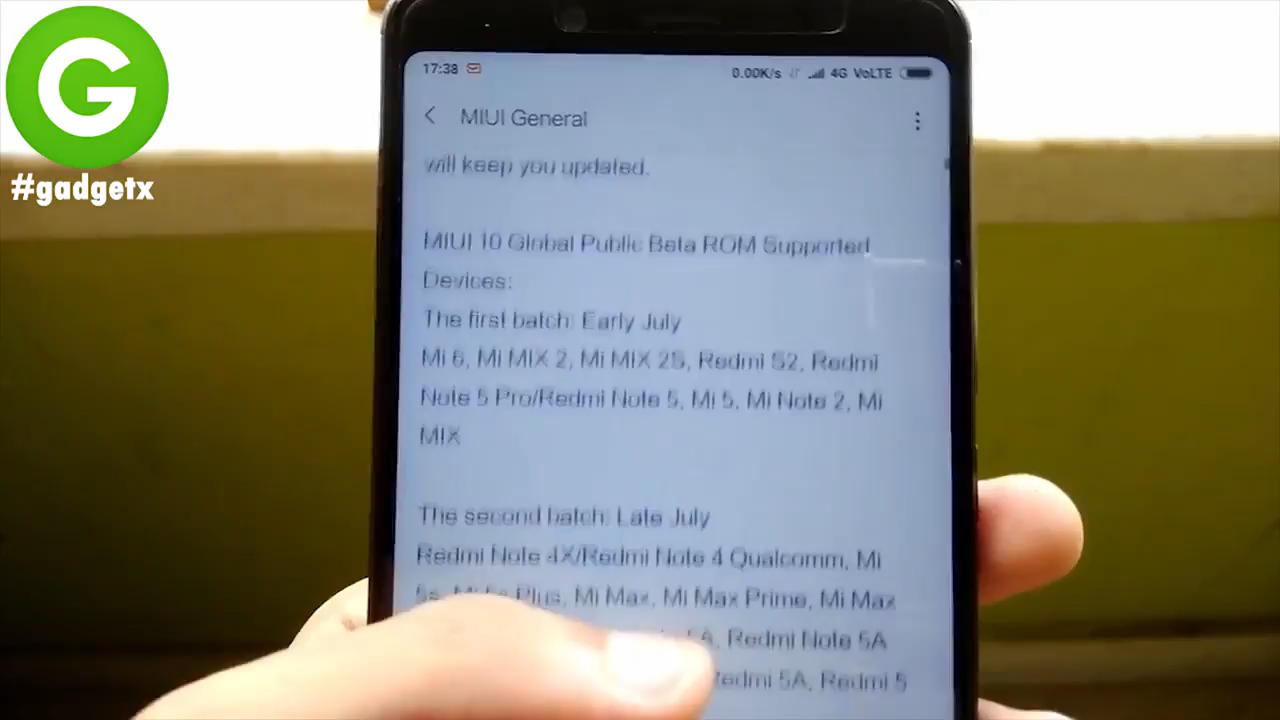 G
#gadgetx
17:38
0.00K/s 4G VoLTE
MIUI General
will keep you updated.
MIUI 10 Global Public Beta ROM Supported
Devices:
The first batch: Early July
Mi 6, Mi MIX 2, Mi MIX 2S, Redmi S2, Redmi
Note 5 Pro/Redmi Note 5, Mi 5, Mi Note 2, Mi
MIX
The second batch: Late July
Redmi Note 4X/Redmi Note 4 Qualcomm, Mi
5s, Mi 5s Plus, Mi Max, Mi Max Prime, Mi Max
5A, Redmi Note 5A
Redmi 5A, Redmi 5